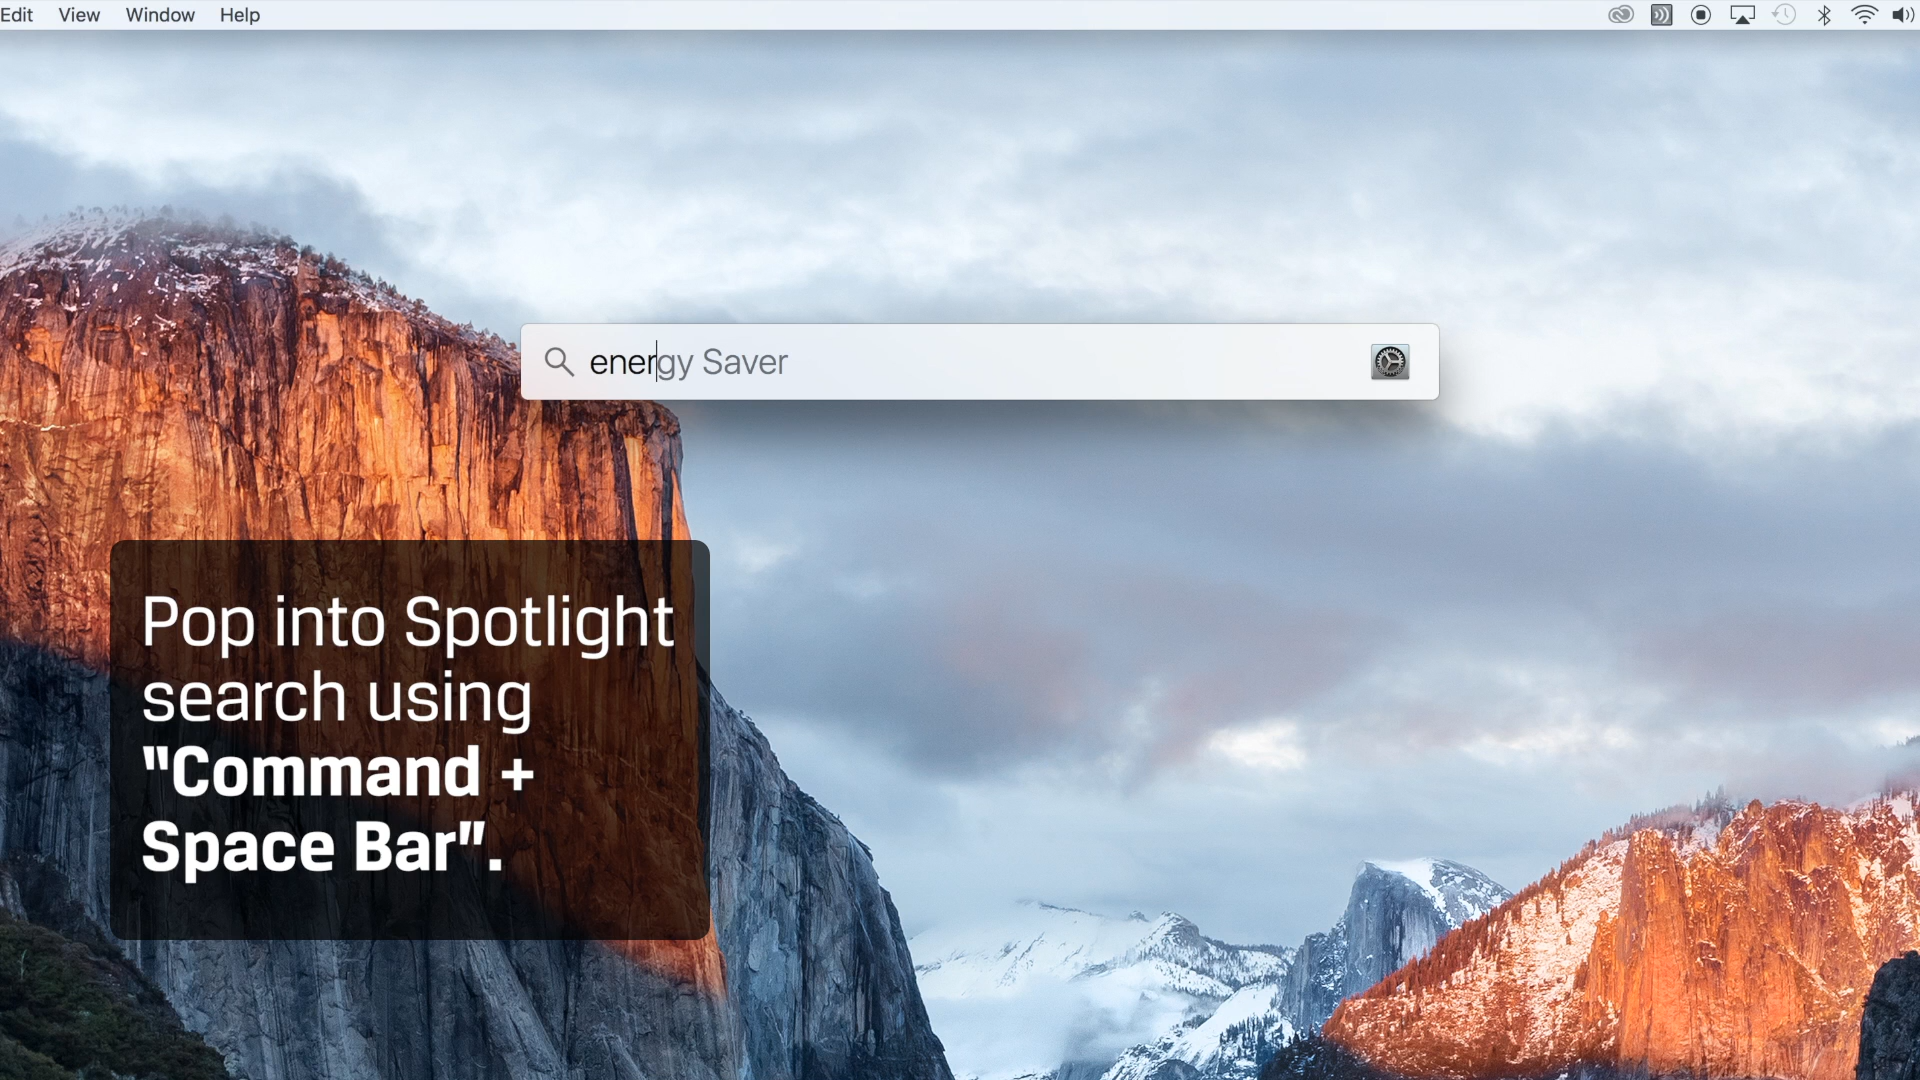 Edit View Window Help
energy Saver
Pop into Spotlight
search using
"Command +
Space Bar".